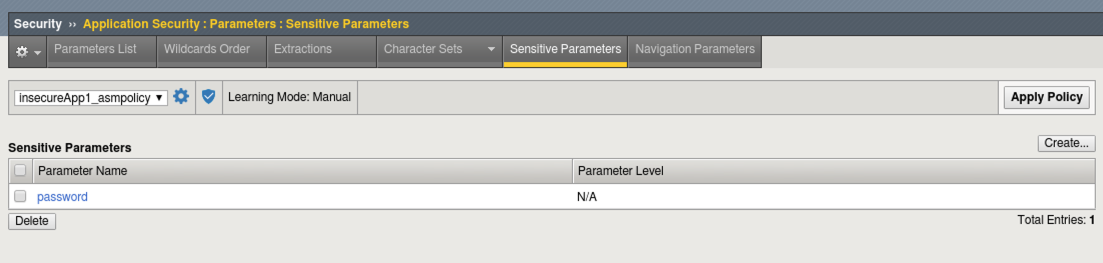 Security ›› Application Security : Parameters : Sensitive Parameters
Parameters List Wildcards Order Extractions Character Sets Sensitive Parameters Navigation Parameters
insecureApp1_asmpolicy Learning Mode: Manual Apply Policy
Create...
Sensitive Parameters
Parameter Name Parameter Level
password N/A
Delete Total Entries: 1